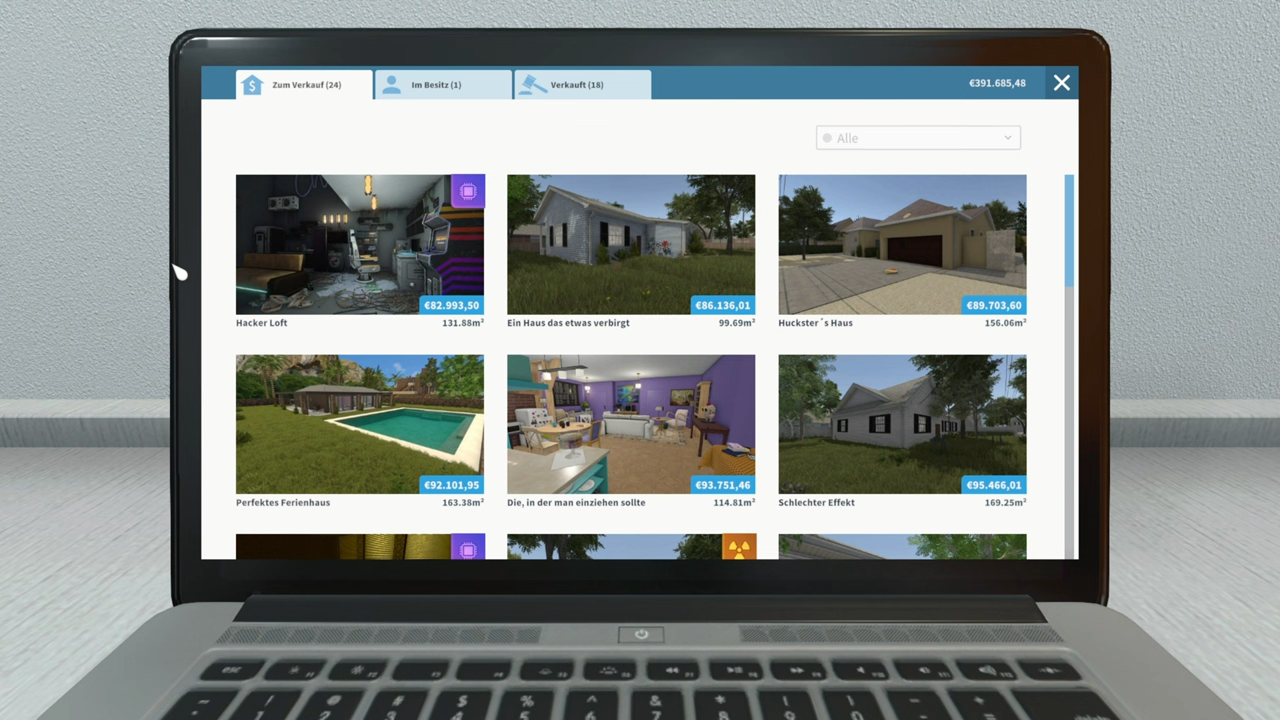 Zum Verkauf (24)
Im Besitz (1)
Verkauft (18)
€391.685,48
Alle
€82.993,50
€86.136,01
€89.703,60
Hacker Loft
131.88m²
Ein Haus das etwas verbirgt
99.69m²
Huckster´s Haus
156.06m²
€92.101,95
€93.751,46
€95.466,01
Perfektes Ferienhaus
163.38m²
Die, in der man einziehen sollte
114.81m²
Schlechter Effekt
169.25m²
esc